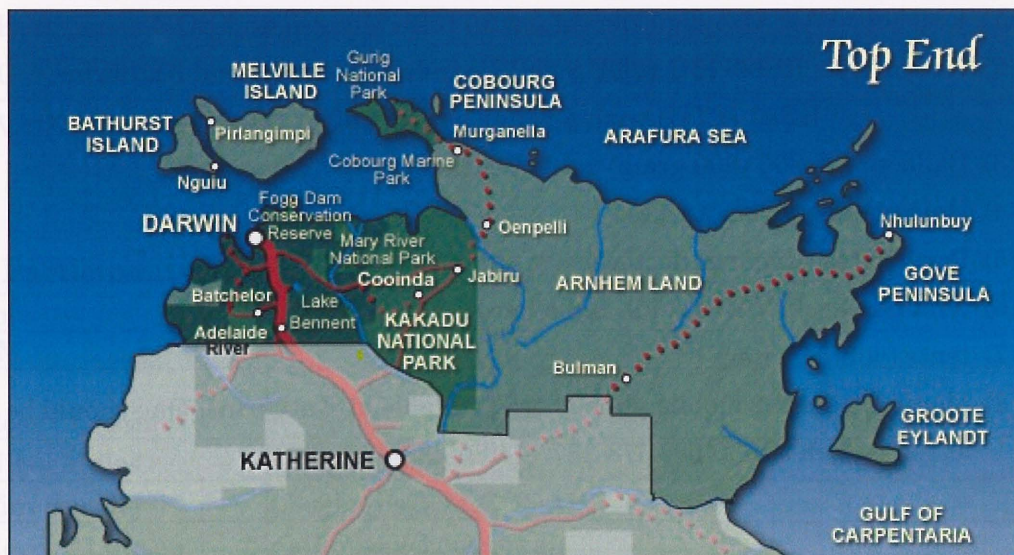 Top End
Gurig
National
Park
MELVILLE
ISLAND
COBOURG
PENINSULA
BATHURST
ISLAND
Pirlangimpi
Murganella
ARAFURA SEA
Cobourg Marine
Park
Nguiu
Fogg Dam
Conservation
Reserve
DARWIN
Oenpelli
Nhulunbuy
Mary River
National Park
Cooinda
Jabiru
ARNHEM LAND
GOVE
PENINSULA
Batchelor
Lake
Bennent
Adelaide
River
KAKADU
NATIONAL
PARK
Bulman
GROOTE
EYLANDT
KATHERINE
GULF OF
CARPENTARIA